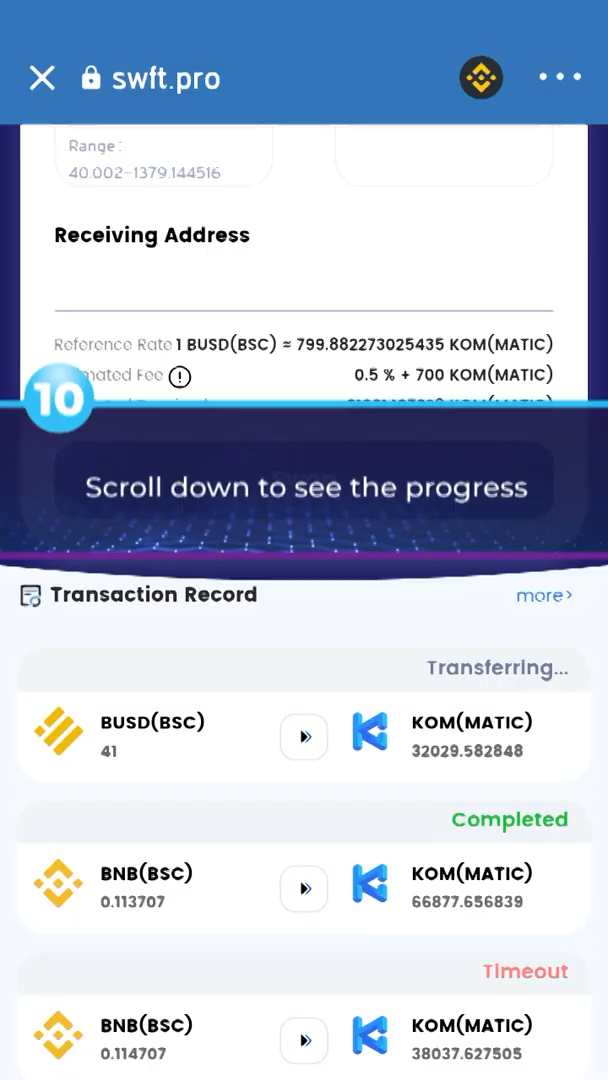 swft.pro
Range:
40.002-1379.144516
Receiving Address
Reference Rate 1 BUSD(BSC) ≈ 799.882273025435 KOM(MATIC)
Fee 0.5 % + 700 KOM(MATIC)
10
Scroll down to see the progress
Transaction Record more>
Transferring...
BUSD(BSC) KOM(MATIC)
41 32029.582848
Completed
BNB(BSC) KOM(MATIC)
0.113707 66877.656839
Timeout
BNB(BSC) KOM(MATIC)
0.114707 38037.627505